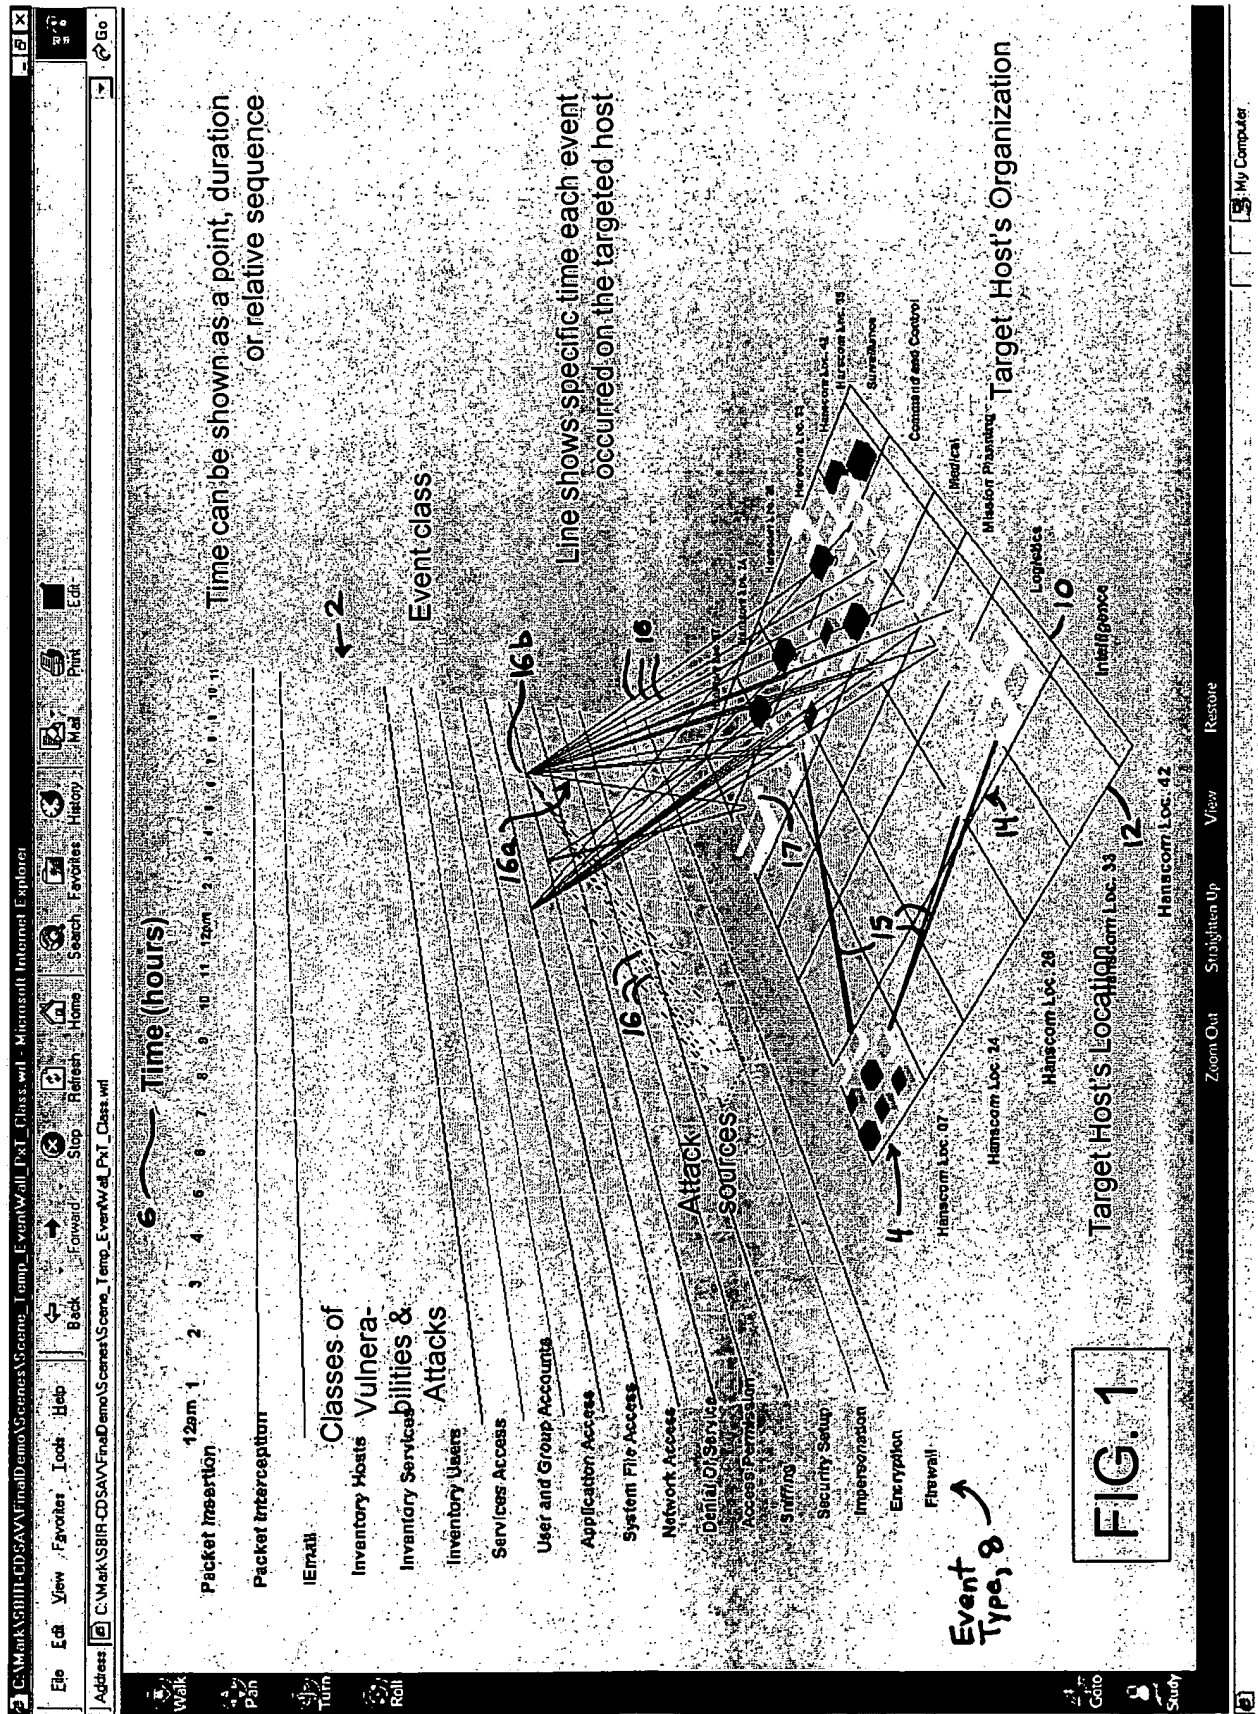 C:\Mark\SBIR-CDSAV\FinalDemo\Scenes\Scene_Temp_EventWall_PxT_Class.wrl - Microsoft Internet Explorer
File Edit View Favorites Tools Help
Back Forward Stop Refresh Home Search Favorites History Mail Print Edit
Address C:\Mark\SBIR-CDSAV\FinalDemo\Scenes\Scene_Temp_EventWall_PxT_Class.wrl Go
Walk
Pan
Turn
Roll
Goto
Study
6 Time (hours)
12am 1 2 3 4 5 6 7 8 9 10 11 12pm 1 2 3 4 5 6 7 8 9 10 11
Time can be shown as a point, duration
or relative sequence
2
Packet Insertion
Packet Interception
Email
Inventory Hosts
Inventory Services
Inventory Users
Services Access
User and Group Accounts
Application Access
System File Access
Network Access
Denial Of Service
Access Permission
Sniffing
Security Setup
Impersonation
Encryption
Firewall
Classes of
Vulnera-
bilities &
Attacks
Event class
16b
16a
16
16
Line shows specific time each event
occurred on the targeted host
Attack
sources
17
15
14
4
12
10
Hanscom Loc. 07
Hanscom Loc. 24
Hanscom Loc. 28
Hanscom Loc. 33
Hanscom Loc. 42
Target Host's Location
Hanscom Loc. 33
Hanscom Loc. 42
Surveillance
Command and Control
Medical
Mission Planning
Logistics
Intelligence
Target Host's Organization
Event
Type, 8
FIG. 1
Zoom Out Straighten Up View Restore
My Computer